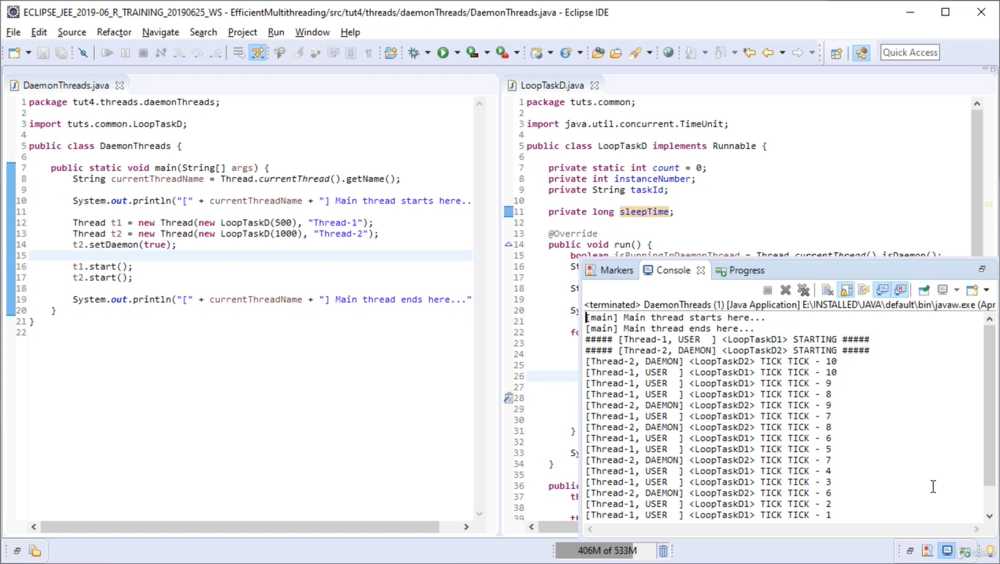 ECLIPSE_JEE_2019-06_R_TRAINING_20190625_WS - EfficientMultithreading/src/tut4/threads/daemonThreads/DaemonThreads.java - Eclipse IDE
File Edit Source Refactor Navigate Search Project Run Window Help
Quick Access
DaemonThreads.java
1 package tut4.threads.daemonThreads;
2
3 import tuts.common.LoopTaskD;
4
5 public class DaemonThreads {
6
7 public static void main(String[] args) {
8 String currentThreadName = Thread.currentThread().getName();
9
10 System.out.println("[" + currentThreadName + "] Main thread starts here..
11
12 Thread t1 = new Thread(new LoopTaskD(500), "Thread-1");
13 Thread t2 = new Thread(new LoopTaskD(1000), "Thread-2");
14 t2.setDaemon(true);
15
16 t1.start();
17 t2.start();
18
19 System.out.println("[" + currentThreadName + "] Main thread ends here..."
20 }
21 }
22
LoopTaskD.java
1 package tuts.common;
2
3 import java.util.concurrent.TimeUnit;
4
5 public class LoopTaskD implements Runnable {
6
7 private static int count = 0;
8 private int instanceNumber;
9 private String taskId;
10
11 private long sleepTime;
12
13 @Override
14 public void run() {
15 boolean isRunningInDaemonThread = Thread.currentThread().isDaemon();
16 St
17
18 St
19
20 Sy
21
22 fo
23
24
25
26
27
28
29
30
31 }
32
33 Sy
34 }
35
36 public
37 th
38
39 th
Markers Console Progress
<terminated> DaemonThreads (1) [Java Application] E:\INSTALLED\JAVA\default\bin\javaw.exe (Apr
[main] Main thread starts here...
[main] Main thread ends here...
##### [Thread-1, USER  ] <LoopTaskD1> STARTING #####
##### [Thread-2, DAEMON] <LoopTaskD2> STARTING #####
[Thread-2, DAEMON] <LoopTaskD2> TICK TICK - 10
[Thread-1, USER  ] <LoopTaskD1> TICK TICK - 10
[Thread-1, USER  ] <LoopTaskD1> TICK TICK - 9
[Thread-1, USER  ] <LoopTaskD1> TICK TICK - 8
[Thread-2, DAEMON] <LoopTaskD2> TICK TICK - 9
[Thread-1, USER  ] <LoopTaskD1> TICK TICK - 7
[Thread-2, DAEMON] <LoopTaskD2> TICK TICK - 8
[Thread-1, USER  ] <LoopTaskD1> TICK TICK - 6
[Thread-1, USER  ] <LoopTaskD1> TICK TICK - 5
[Thread-2, DAEMON] <LoopTaskD2> TICK TICK - 7
[Thread-1, USER  ] <LoopTaskD1> TICK TICK - 4
[Thread-1, USER  ] <LoopTaskD1> TICK TICK - 3
[Thread-2, DAEMON] <LoopTaskD2> TICK TICK - 6
[Thread-1, USER  ] <LoopTaskD1> TICK TICK - 2
[Thread-1, USER  ] <LoopTaskD1> TICK TICK - 1
406M of 533M